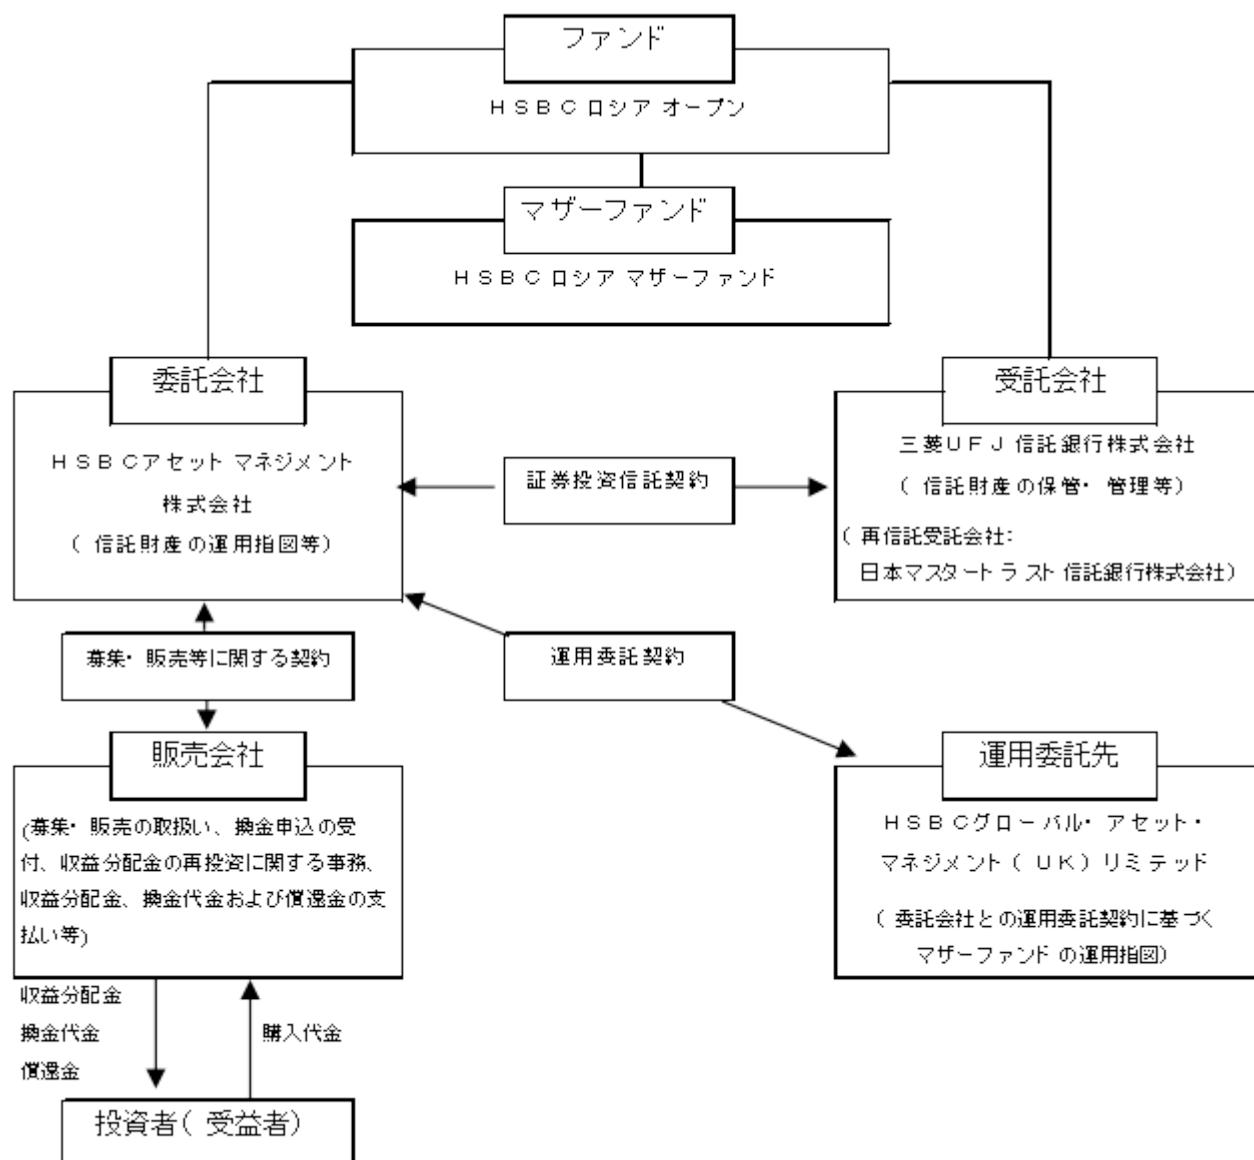 ファンド
HSBC ロシア オープン
マザーファンド
HSBC ロシア マザーファンド
委託会社
HSBCアセット マネジメント
株式会社
( 信託財産の運用指図等)
証券投資信託契約
受託会社
三菱UFJ 信託銀行株式会社
( 信託財産の保管・ 管理等)
( 再信託受託会社:
日本マスタートラスト 信託銀行株式会社)
募集・ 販売等に関する契約
運用委託契約
販売会社
(募集・ 販売の取扱い、換金申込の受
付、収益分配金の再投資に関する事務、
収益分配金、換金代金および償還金の支
払い等)
運用委託先
HSBCグローバル・ アセット・
マネジメント( UK) リミテッド
( 委託会社との運用委託契約に基づく
マザーファンド の運用指図)
収益分配金
換金代金
償還金
購入代金
投資者( 受益者)